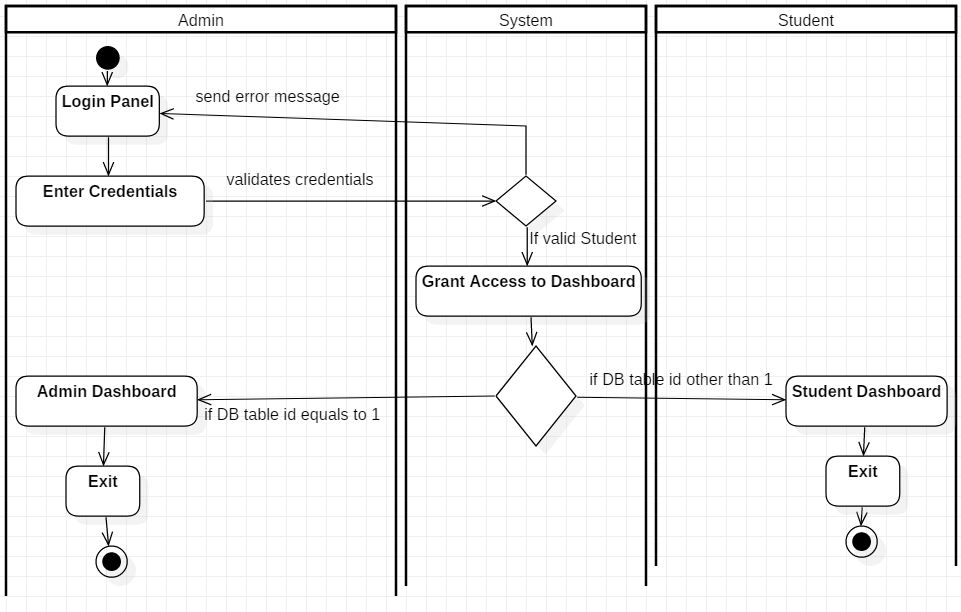 Admin
System
Student
Login Panel
send error message
Enter Credentials
validates credentials
If valid Student
Grant Access to Dashboard
Admin Dashboard
if DB table id equals to 1
if DB table id other than 1
Student Dashboard
Exit
Exit